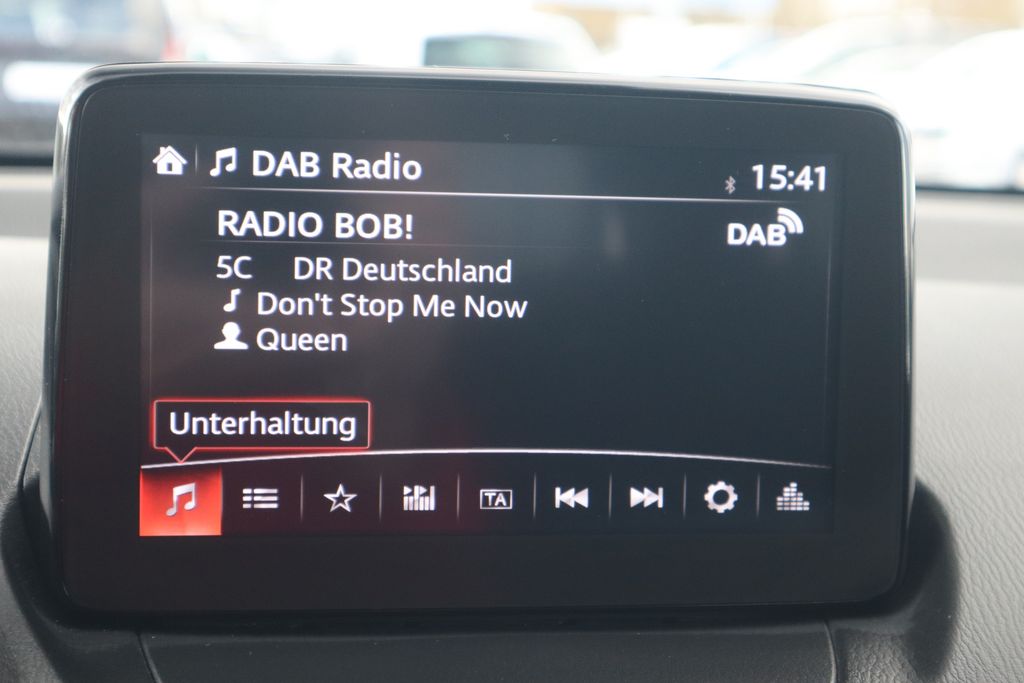 DAB Radio
15:41
RADIO BOB!
DAB
5C DR Deutschland
Don't Stop Me Now
Queen
Unterhaltung
TA